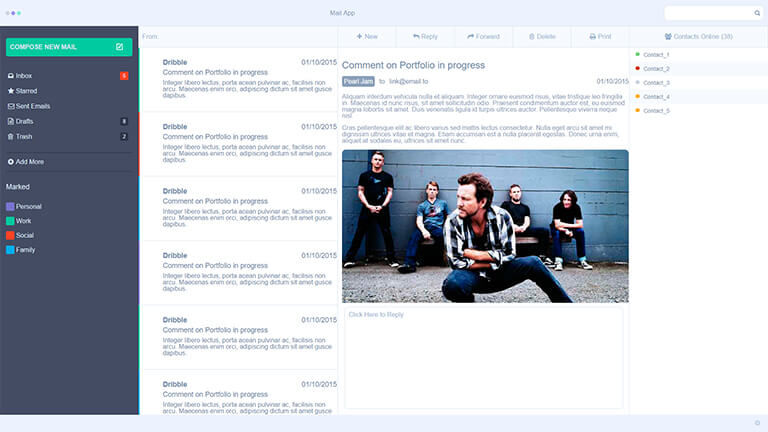 Mail App
COMPOSE NEW MAIL
Inbox 5
Starred
Sent Emails
Drafts 8
Trash 2
Add More
Marked
Personal
Work
Social
Family
From:
Dribble 01/10/2015
Comment on Portfolio in progress
Integer libero lectus, porta acean pulvinar ac, facilisis non
arcu. Maecenas enim orci, adipiscing dictum sit amet gusce
dapibus.
Dribble 01/10/2015
Comment on Portfolio in progress
Integer libero lectus, porta acean pulvinar ac, facilisis non
arcu. Maecenas enim orci, adipiscing dictum sit amet gusce
dapibus.
Dribble 01/10/2015
Comment on Portfolio in progress
Integer libero lectus, porta acean pulvinar ac, facilisis non
arcu. Maecenas enim orci, adipiscing dictum sit amet gusce
dapibus.
Dribble 01/10/2015
Comment on Portfolio in progress
Integer libero lectus, porta acean pulvinar ac, facilisis non
arcu. Maecenas enim orci, adipiscing dictum sit amet gusce
dapibus.
Dribble 01/10/2015
Comment on Portfolio in progress
Integer libero lectus, porta acean pulvinar ac, facilisis non
arcu. Maecenas enim orci, adipiscing dictum sit amet gusce
dapibus.
Dribble 01/10/2015
Comment on Portfolio in progress
Integer libero lectus, porta acean pulvinar ac, facilisis non
arcu. Maecenas enim orci, adipiscing dictum sit amet gusce
dapibus.
New Reply Forward Delete Print
Comment on Portfolio in progress
Pearl Jam to link@email.to 01/10/2015
Aliquam interdum vehicula nulla et aliquam. Integer ornare euismod risus, vitae tristique leo fringilla
in. Maecenas id nunc risus, sit amet sollicitudin odio. Praesent condimentum auctor est, eu euismod
magna lobortis sit amet. Duis venenatis ligula id turpis ultrices auctor. Pellentesque viverra neque
nisl.
Cras pellentesque elit ac libero varius sed mattis lectus consectetur. Nulla eget arcu sit amet mi
dignissim ultrices vitae et magna. Etiam accumsan est a nulla placerat egestas. Donec urna enim,
aliquet at sodales eu, ultrices sit amet nunc.
Click Here to Reply
Contacts Online (38)
Contact_1
Contact_2
Contact_3
Contact_4
Contact_5